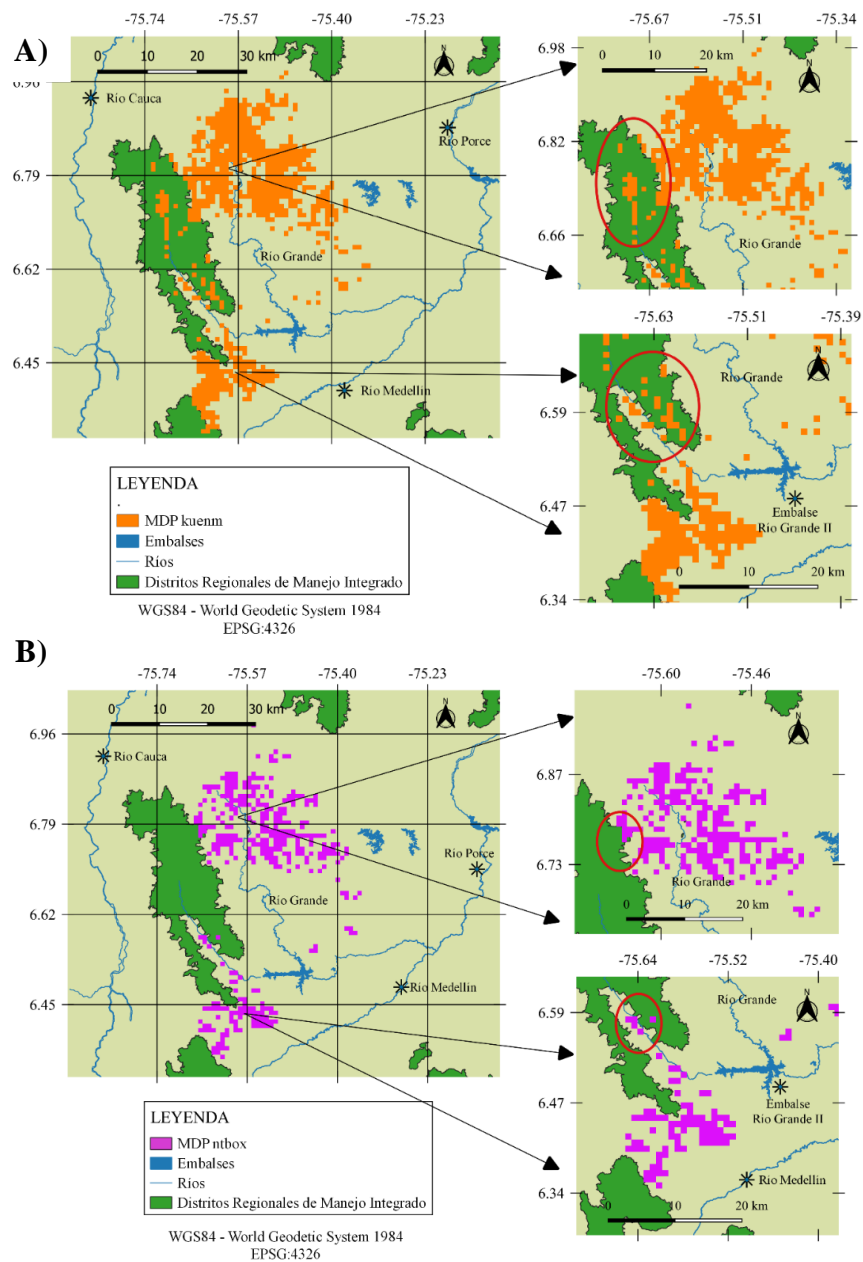 A)
-75.74 -75.57 -75.40 -75.23
0 10 20 30 km
N
6.96
Rio Cauca
Rio Porce
6.79
Rio Grande
6.62
6.45
Rio Medellin
-75.67 -75.51 -75.34
6.98
0 10 20 km
N
6.82
6.66
Rio Grande
-75.63 -75.51 -75.39
N
Rio Grande
6.59
6.47
Embalse
Rio Grande II
0 10 20 km
6.34
LEYENDA
.
MDP kuenm
Embalses
Ríos
Distritos Regionales de Manejo Integrado
WGS84 - World Geodetic System 1984
EPSG:4326
B)
-75.74 -75.57 -75.40 -75.23
0 10 20 30 km
N
6.96
Rio Cauca
6.79
Rio Porce
6.62
Rio Grande
6.45
Rio Medellin
-75.60 -75.46
N
6.87
6.73
Rio Grande
0 10 20 km
-75.64 -75.52 -75.40
Rio Grande
N
6.59
6.47
Embalse
Rio Grande II
Rio Medellin
6.34
0 10 20 km
LEYENDA
MDP ntbox
Embalses
Ríos
Distritos Regionales de Manejo Integrado
WGS84 - World Geodetic System 1984
EPSG:4326